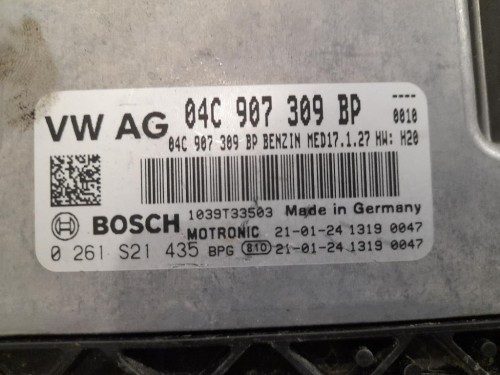 VW AG 04C 907 309 BP ----
0010
04C 907 309 BP BENZIN MED17.1.27 HW: H20
1039T33503 Made in Germany
BOSCH MOTRONIC 21-01-24 1319 0047
0 261 S21 435 BPG B1D 21-01-24 1319 0047